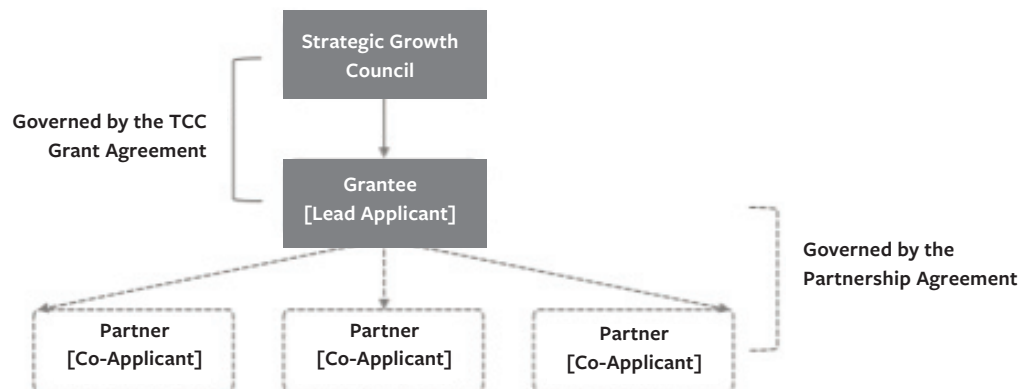 Strategic Growth
Council
Governed by the TCC
Grant Agreement
Grantee
[Lead Applicant]
Governed by the
Partnership Agreement
Partner
[Co-Applicant]
Partner
[Co-Applicant]
Partner
[Co-Applicant]